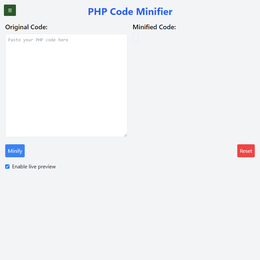 PHP Code Minifier
Original Code:
Minified Code:
Paste your PHP code here
Minify
Reset
Enable live preview